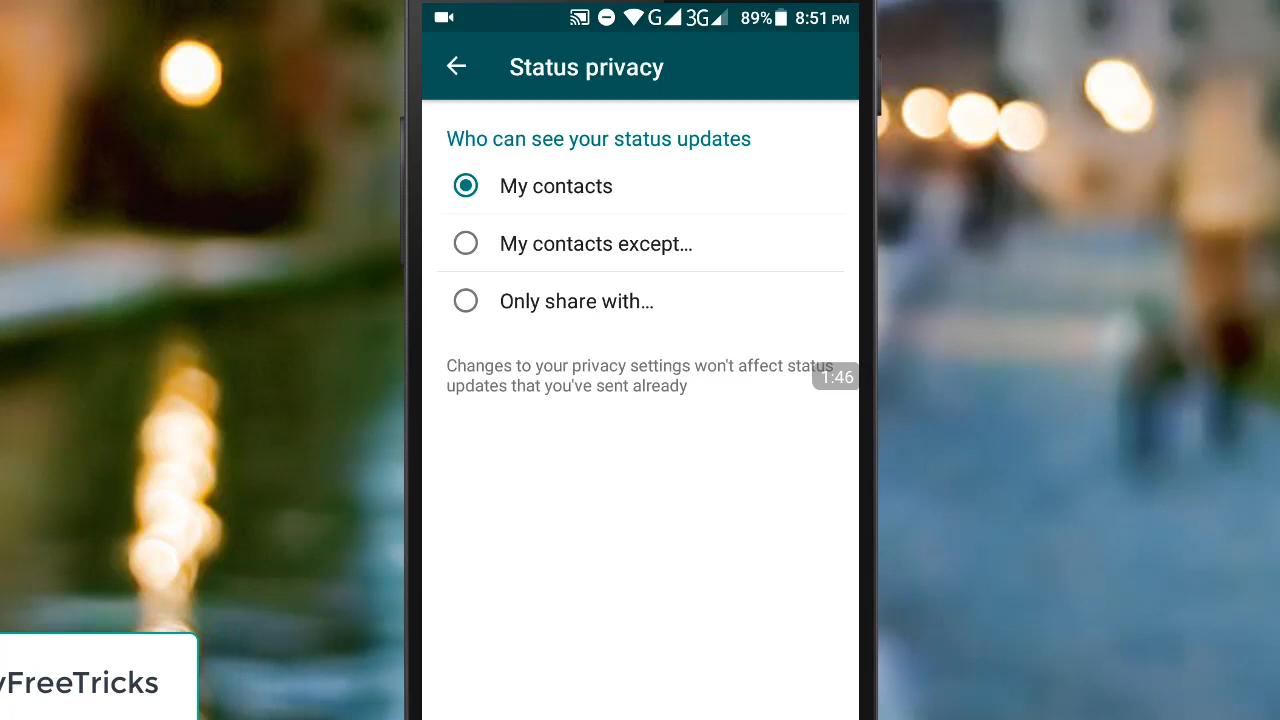 G 3G 89% 8:51 PM
Status privacy
Who can see your status updates
My contacts
My contacts except...
Only share with...
Changes to your privacy settings won't affect status
1:46
updates that you've sent already
FreeTricks